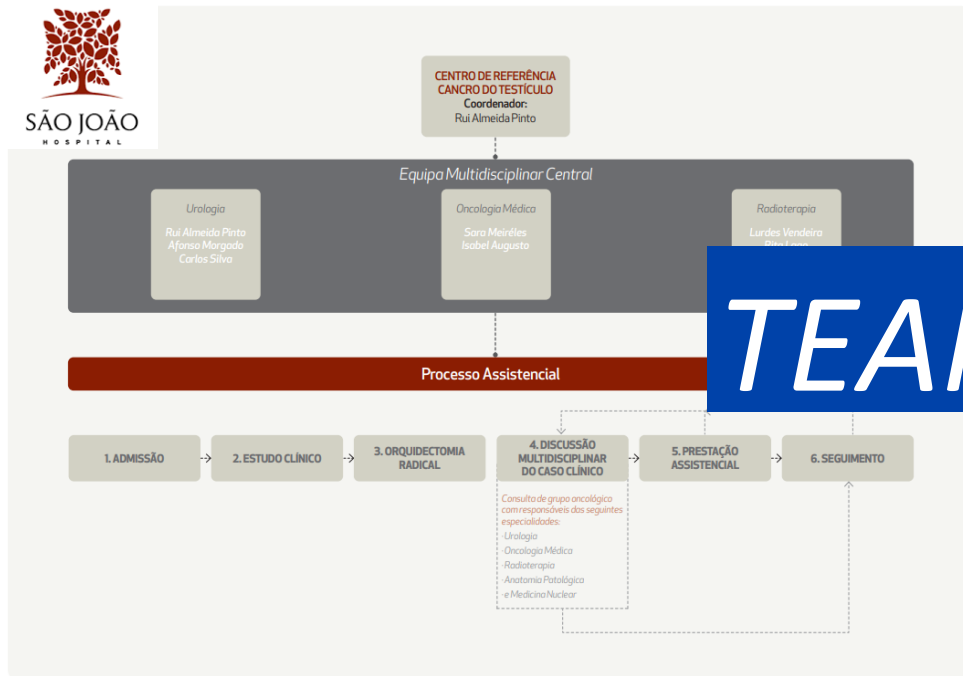 SÃO JOÃO
HOSPITAL
CENTRO DE REFERÊNCIA
CANCRO DO TESTÍCULO
Coordenador:
Rui Almeida Pinto
Equipa Multidisciplinar Central
Urologia
Rui Almeida Pinto
Afonso Morgado
Carlos Silva
Oncologia Médica
Sara Meiréles
Isabel Augusto
Radioterapia
Lurdes Vendeira
Processo Assistencial
1. ADMISSÃO
2. ESTUDO CLÍNICO
3. ORQUIDECTOMIA
RADICAL
4. DISCUSSÃO
MULTIDISCIPLINAR
DO CASO CLÍNICO
5. PRESTAÇÃO
ASSISTENCIAL
6. SEGUIMENTO
Consulta de grupo oncológico
com responsáveis das seguintes
especialidades:
-Urologia
-Oncologia Médica
-Radioterapia
-Anatomia Patológica
e Medicina Nuclear